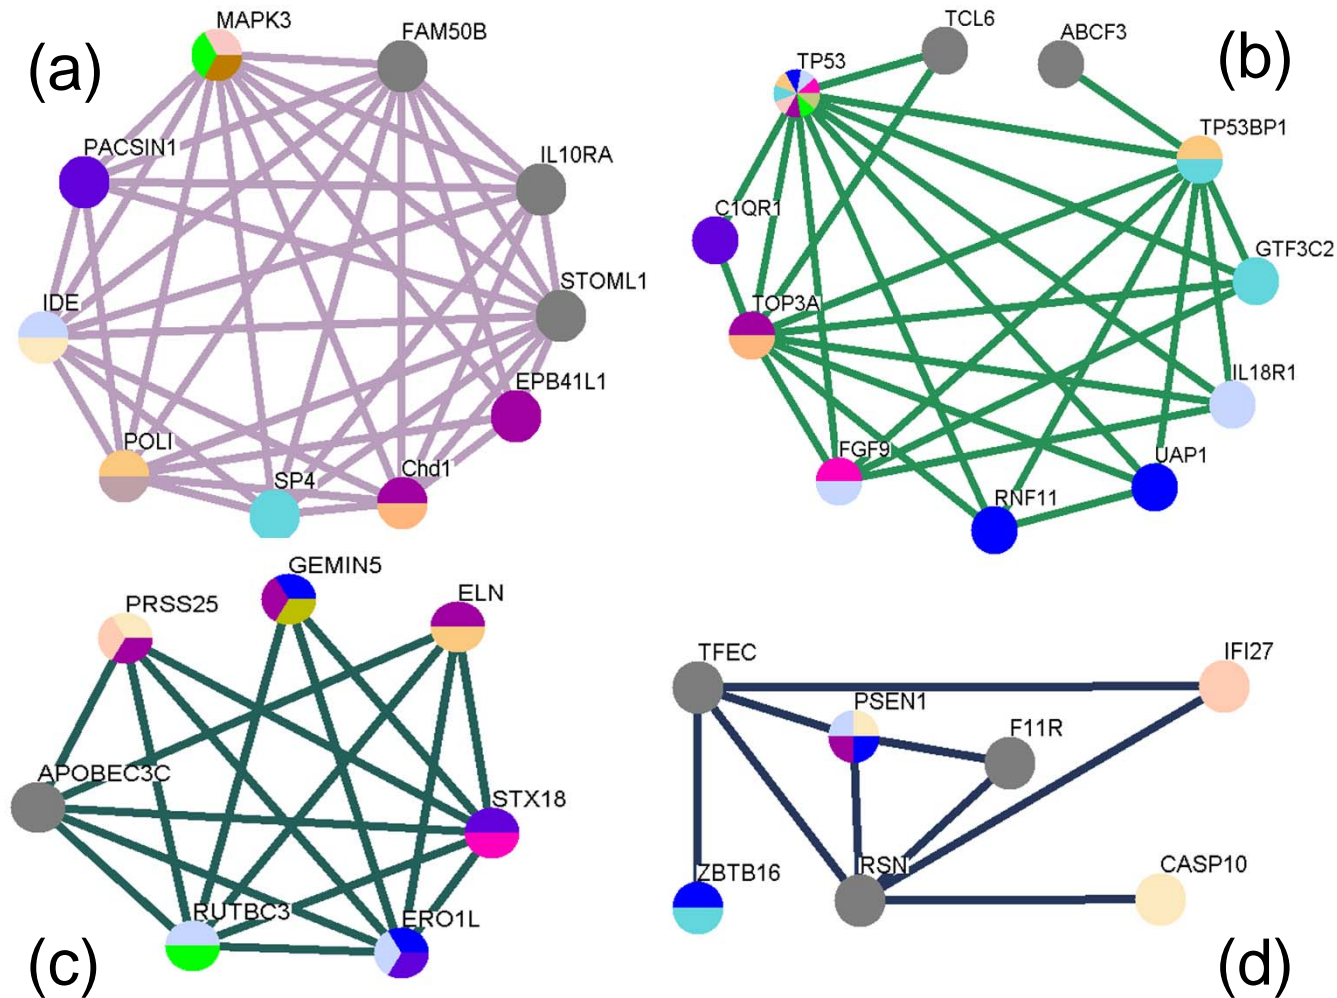 MAPK3
FAM50B
(a)
PACSIN1
IL10RA
STOML1
IDE
EPB41L1
POLI
SP4
Chd1
TCL6
ABCF3
(b)
TP53
TP53BP1
C1QR1
GTF3C2
TOP3A
IL18R1
FGF9
UAP1
RNF11
GEMIN5
ELN
PRSS25
APOBEC3C
STX18
RUTBC3
ERO1L
(c)
TFEC
IFI27
PSEN1
F11R
ZBTB16
RSN
CASP10
(d)